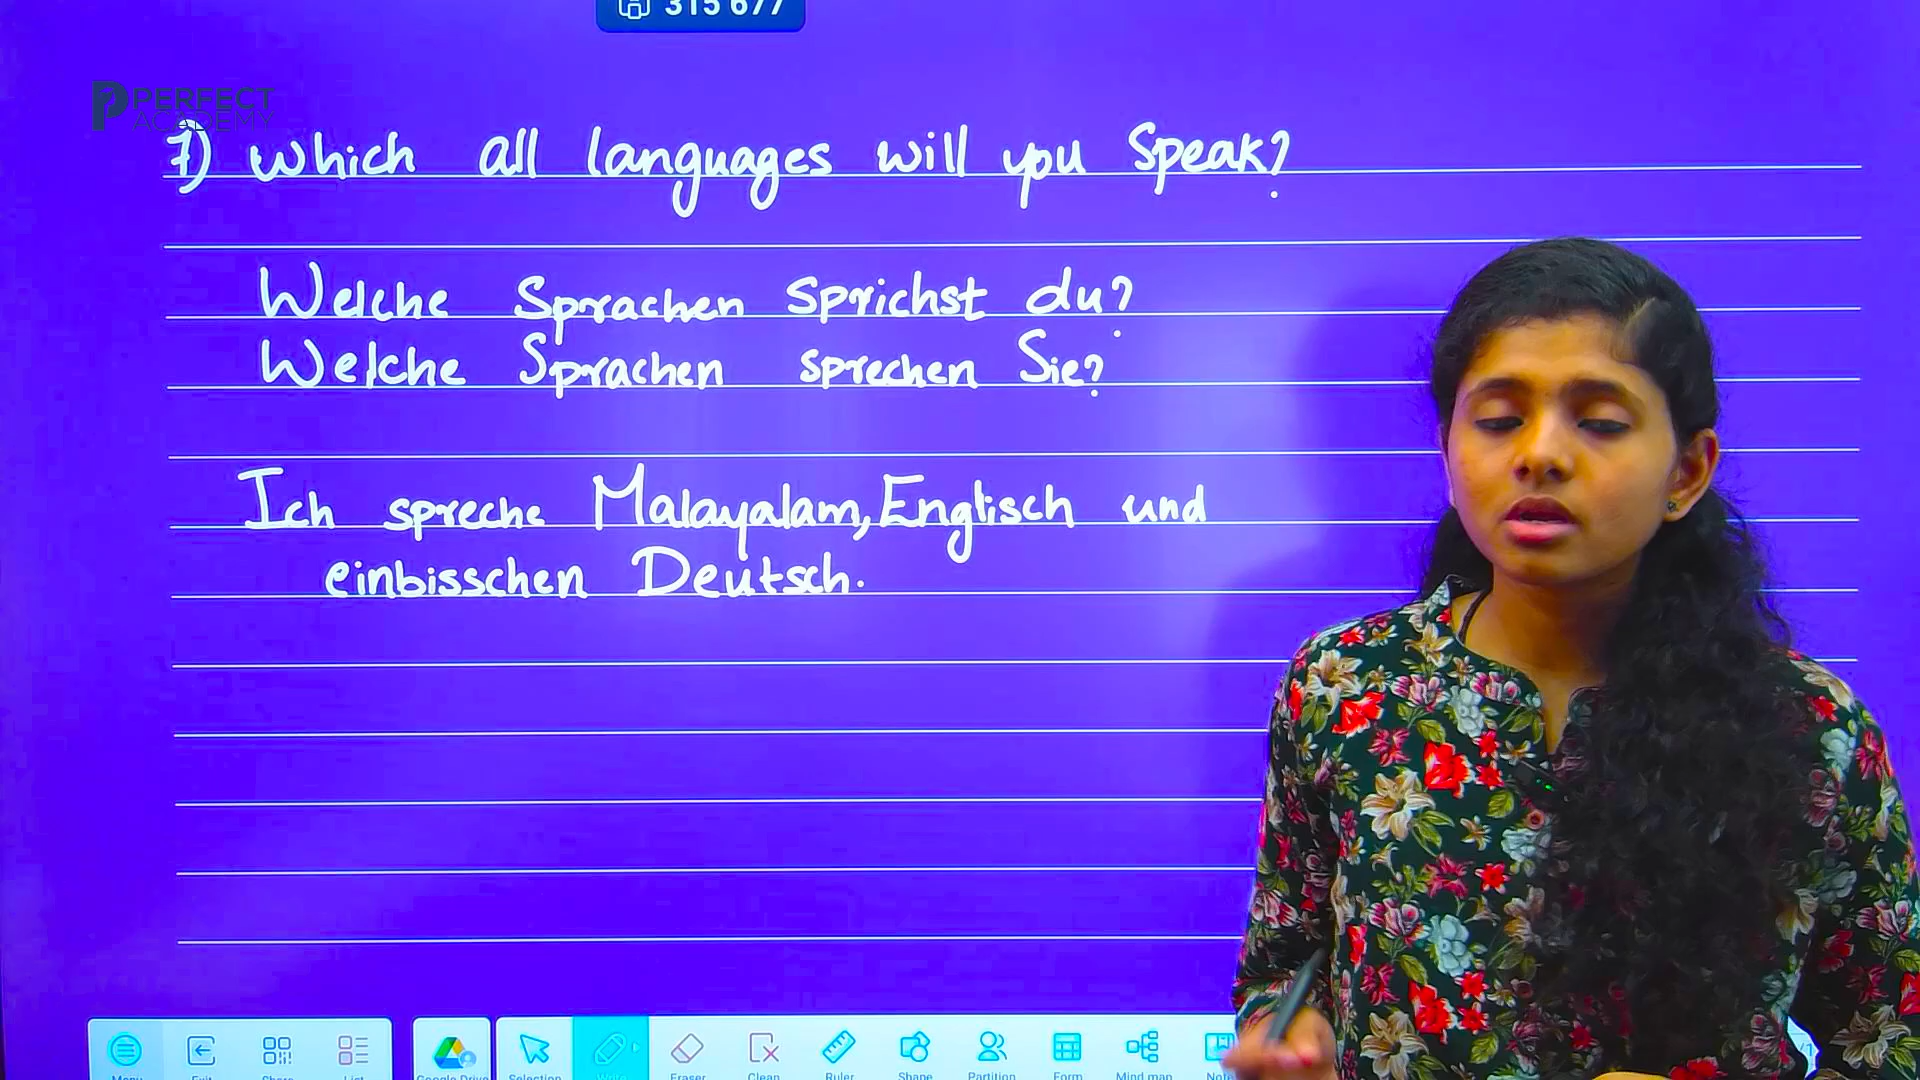 315 677
PERFECT
ACADEMY
7) Which all languages will you Speak?
Welche Sprachen sprichst du?
Welche Sprachen sprechen Sie?
Ich spreche Malayalam, Englisch und
einbisschen Deutsch.
Menu Exit Share List Google Drive Selection Write Eraser Clean Ruler Shape Partition Form Mind map Note